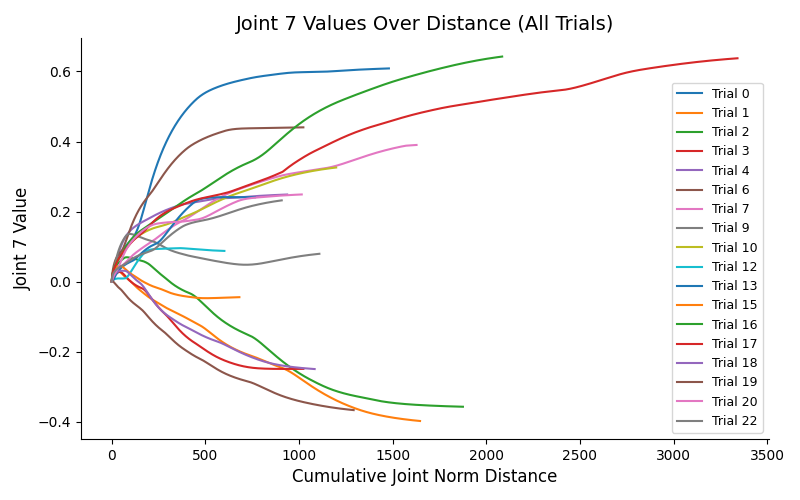 Joint 7 Values Over Distance (All Trials)
Joint 7 Value
0.6
0.4
0.2
0.0
−0.2
−0.4
0 500 1000 1500 2000 2500 3000 3500
Cumulative Joint Norm Distance
Trial 0
Trial 1
Trial 2
Trial 3
Trial 4
Trial 6
Trial 7
Trial 9
Trial 10
Trial 12
Trial 13
Trial 15
Trial 16
Trial 17
Trial 18
Trial 19
Trial 20
Trial 22